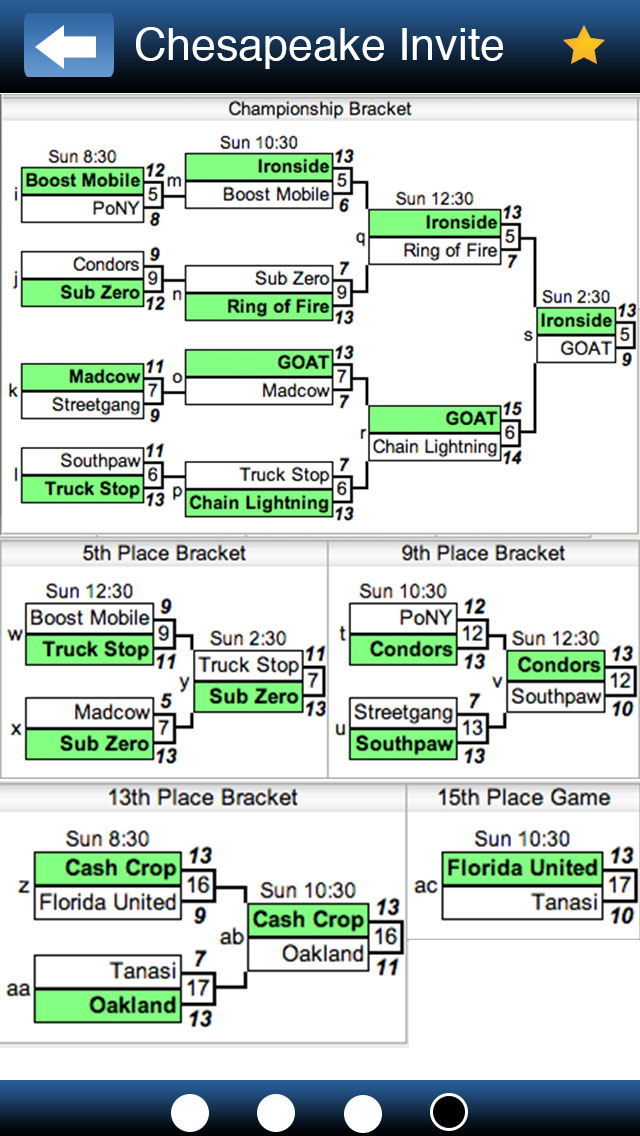 Chesapeake Invite
Championship Bracket
Sun 8:30
i
Boost Mobile 12
5
PoNY 8
j
Condors 9
9
Sub Zero 12
k
Madcow 11
7
Streetgang 9
l
Southpaw 11
6
Truck Stop 13
Sun 10:30
m
Ironside 13
5
Boost Mobile 6
n
Sub Zero 7
9
Ring of Fire 13
o
GOAT 13
7
Madcow 7
p
Truck Stop 7
6
Chain Lightning 13
Sun 12:30
q
Ironside 13
5
Ring of Fire 7
r
GOAT 15
6
Chain Lightning 14
Sun 2:30
s
Ironside 13
5
GOAT 9
5th Place Bracket
Sun 12:30
w
Boost Mobile 9
9
Truck Stop 11
x
Madcow 5
7
Sub Zero 13
Sun 2:30
y
Truck Stop 11
7
Sub Zero 13
9th Place Bracket
Sun 10:30
t
PoNY 12
12
Condors 13
u
Streetgang 7
13
Southpaw 13
Sun 12:30
v
Condors 13
12
Southpaw 10
13th Place Bracket
Sun 8:30
z
Cash Crop 13
16
Florida United 9
aa
Tanasi 7
17
Oakland 13
Sun 10:30
ab
Cash Crop 13
16
Oakland 11
15th Place Game
Sun 10:30
ac
Florida United 13
17
Tanasi 10